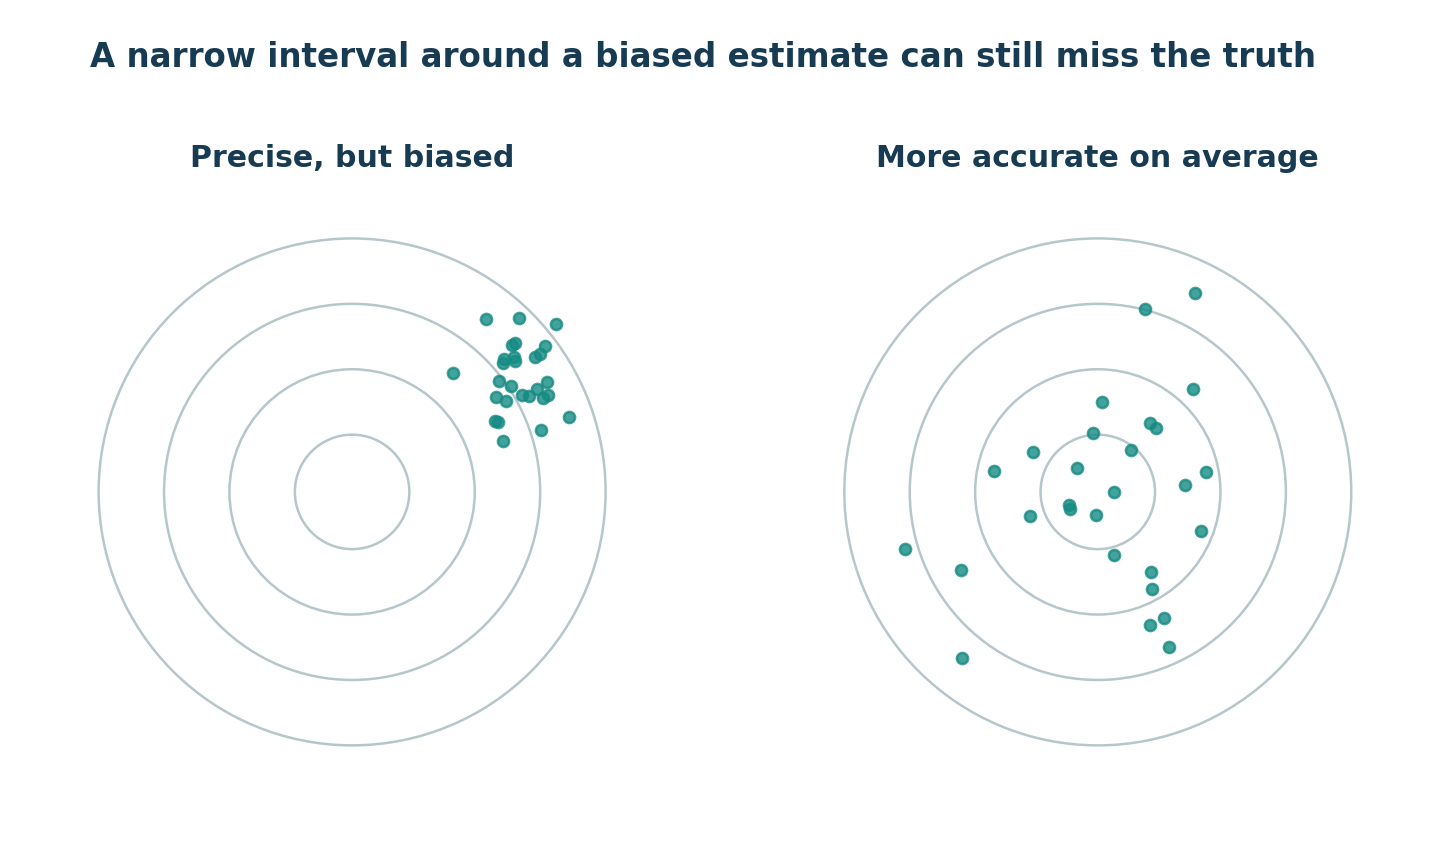 A narrow interval around a biased estimate can still miss the truth
Precise, but biased
More accurate on average